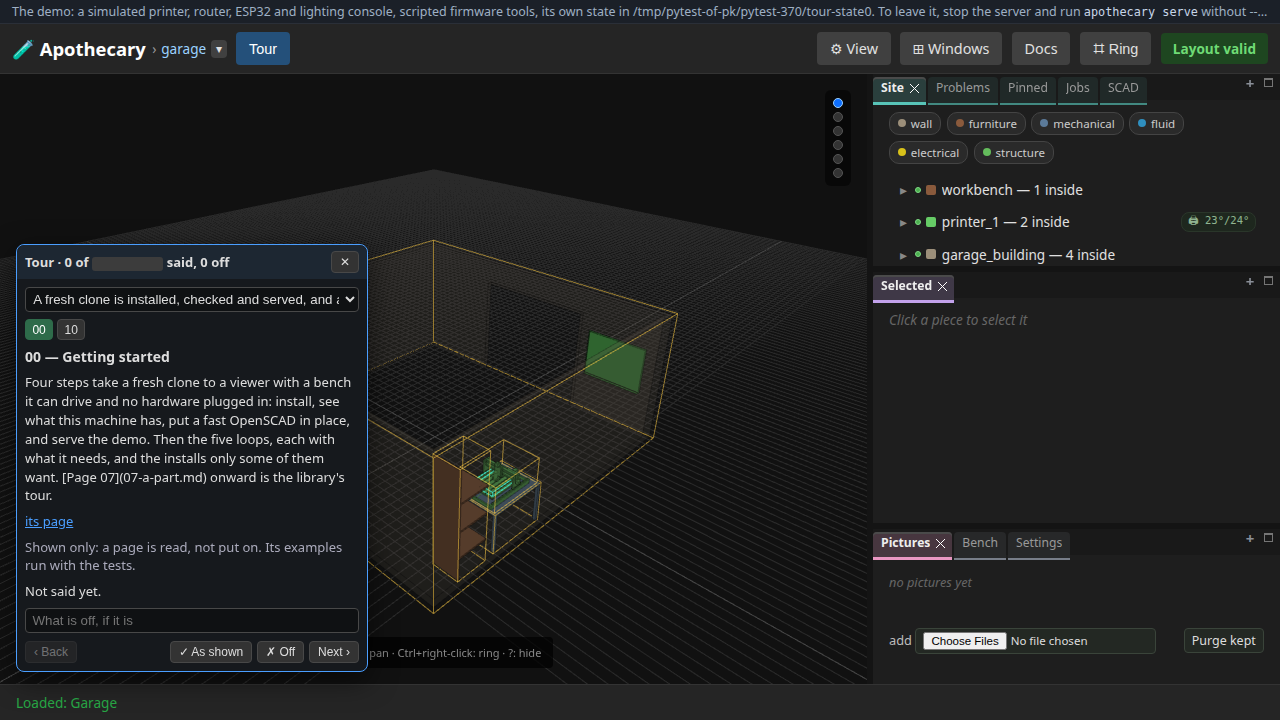 The demo: a simulated printer, router, ESP32 and lighting console, scripted firmware tools, its own state in /tmp/pytest-of-pk/pytest-370/tour-state0. To leave it, stop the server and run apothecary serve without --...
Apothecary › garage ▾ Tour
⚙ View ⊞ Windows Docs ⌗ Ring Layout valid
Site Problems Pinned Jobs SCAD
wall furniture mechanical fluid
electrical structure
workbench — 1 inside
printer_1 — 2 inside 23°/24°
garage_building — 4 inside
Selected
Click a piece to select it
Pictures Bench Settings
no pictures yet
add Choose Files No file chosen Purge kept
Tour · 0 of said, 0 off
A fresh clone is installed, checked and served, and a
00 10
00 — Getting started
Four steps take a fresh clone to a viewer with a bench
it can drive and no hardware plugged in: install, see
what this machine has, put a fast OpenSCAD in place,
and serve the demo. Then the five loops, each with
what it needs, and the installs only some of them
want. [Page 07](07-a-part.md) onward is the library's
tour.
its page
Shown only: a page is read, not put on. Its examples
run with the tests.
Not said yet.
What is off, if it is
‹ Back ✓ As shown ✗ Off Next ›
pan · Ctrl+right-click: ring · ?: hide
Loaded: Garage